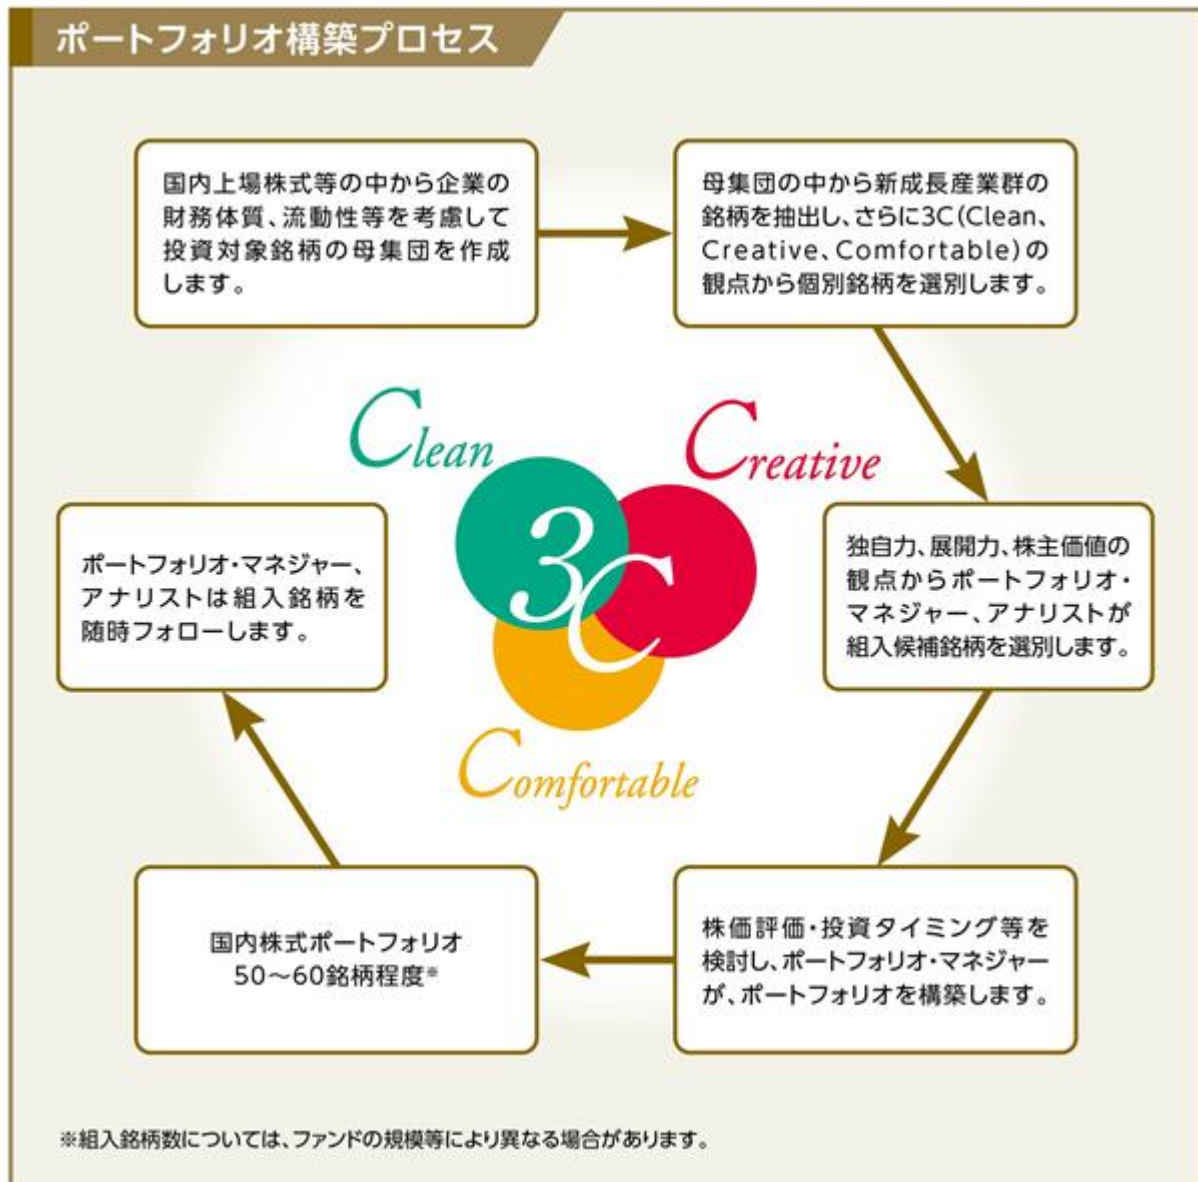 ポートフォリオ構築プロセス
国内上場株式等の中から企業の
財務体質、流動性等を考慮して
投資対象銘柄の母集団を作成
します。
母集団の中から新成長産業群の
銘柄を抽出し、さらに3C(Clean、
Creative、Comfortable)の
観点から個別銘柄を選別します。
Clean
Creative
3C
Comfortable
独自力、展開力、株主価値の
観点からポートフォリオ・
マネジャー、アナリストが
組入候補銘柄を選別します。
株価評価・投資タイミング等を
検討し、ポートフォリオ・マネジャー
が、ポートフォリオを構築します。
国内株式ポートフォリオ
50～60銘柄程度※
ポートフォリオ・マネジャー、
アナリストは組入銘柄を
随時フォローします。
※組入銘柄数については、ファンドの規模等により異なる場合があります。